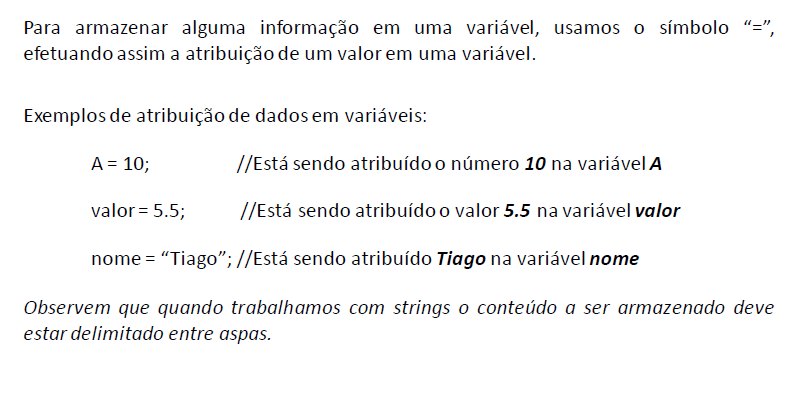 Para armazenar alguma informação em uma variável, usamos o símbolo “=”,
efetuando assim a atribuição de um valor em uma variável.
Exemplos de atribuição de dados em variáveis:
A = 10; //Está sendo atribuído o número 10 na variável A
valor = 5.5; //Está sendo atribuído o valor 5.5 na variável valor
nome = “Tiago”; //Está sendo atribuído Tiago na variável nome
Observem que quando trabalhamos com strings o conteúdo a ser armazenado deve
estar delimitado entre aspas.